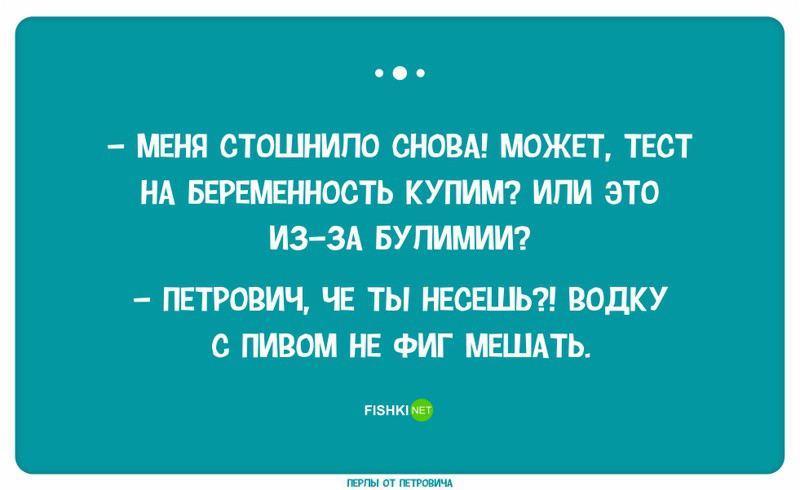 – МЕНЯ СТОШНИЛО СНОВА! МОЖЕТ, ТЕСТ
НА БЕРЕМЕННОСТЬ КУПИМ? ИЛИ ЭТО
ИЗ-ЗА БУЛИМИИ?
– ПЕТРОВИЧ, ЧЕ ТЫ НЕСЕШЬ?! ВОДКУ
С ПИВОМ НЕ ФИГ МЕШАТЬ.
FISHKI NET
ПЕРЛЫ ОТ ПЕТРОВИЧА